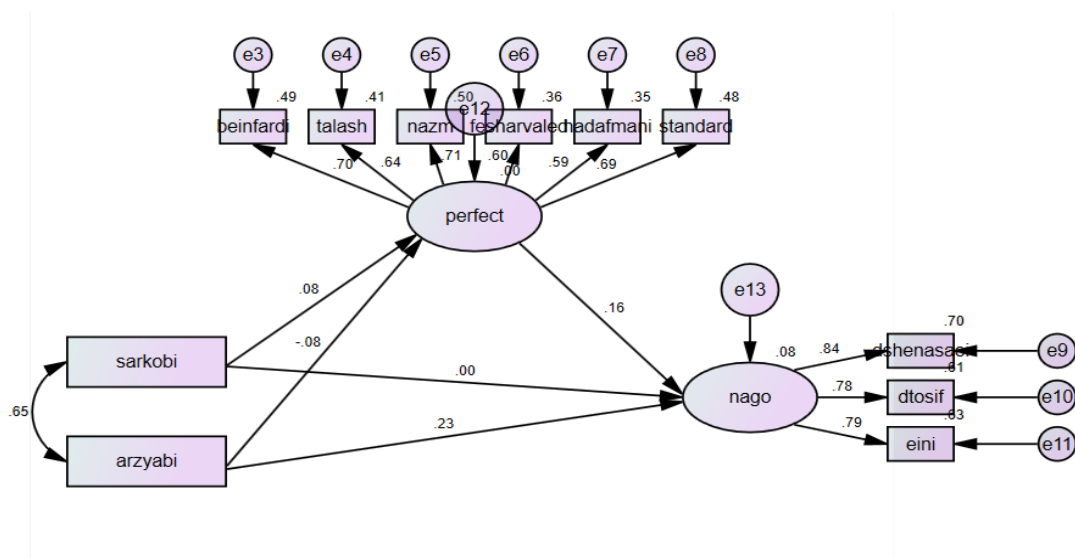 e3 e4 e5 e6 e7 e8
.49 .41 .50 .36 .35 .48
e12
beinfardi talash nazm fesharvaled hadafmani standard
.70 .64 .71 .60 .59 .69
.00
perfect
.08
-.08
.16
e13
sarkobi
.65
arzyabi
.00
.23
.08
nago
.84
.78
.79
.70
dshenasasi
e9
.61
dtosif
e10
.63
eini
e11